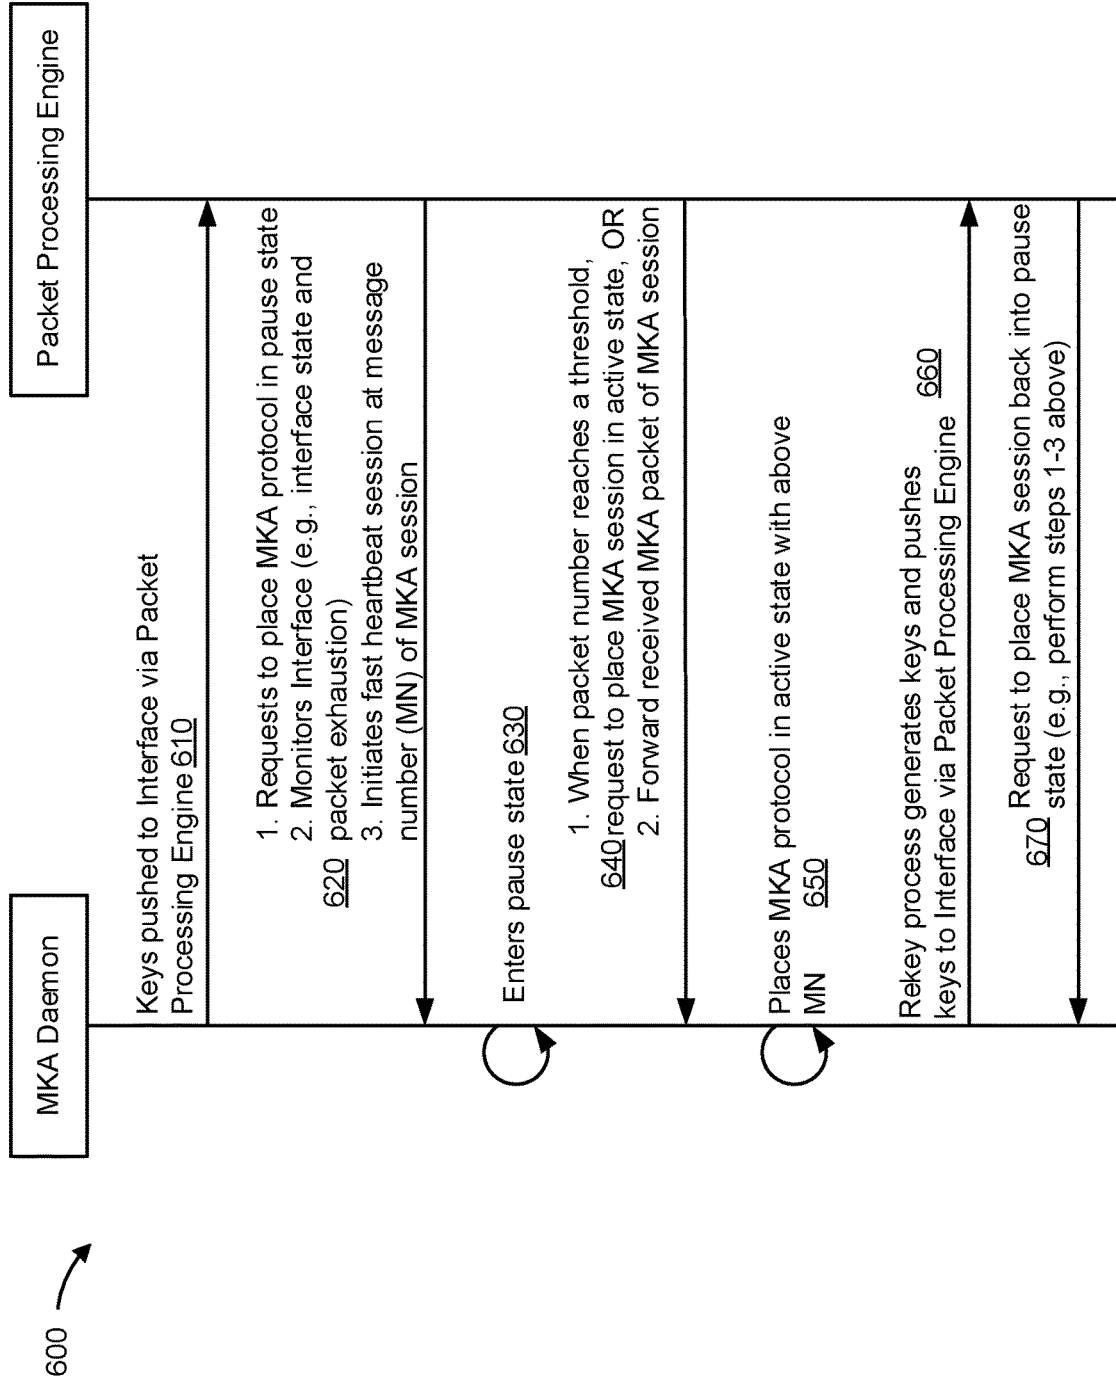 600
MKA Daemon
Packet Processing Engine
Keys pushed to Interface via Packet
Processing Engine 610
1. Requests to place MKA protocol in pause state
2. Monitors Interface (e.g., interface state and
packet exhaustion)
3. Initiates fast heartbeat session at message
number (MN) of MKA session
620
Enters pause state 630
1. When packet number reaches a threshold,
640 request to place MKA session in active state, OR
2. Forward received MKA packet of MKA session
Places MKA protocol in active state with above
MN 650
Rekey process generates keys and pushes
keys to Interface via Packet Processing Engine 660
670 Request to place MKA session back into pause
state (e.g., perform steps 1-3 above)